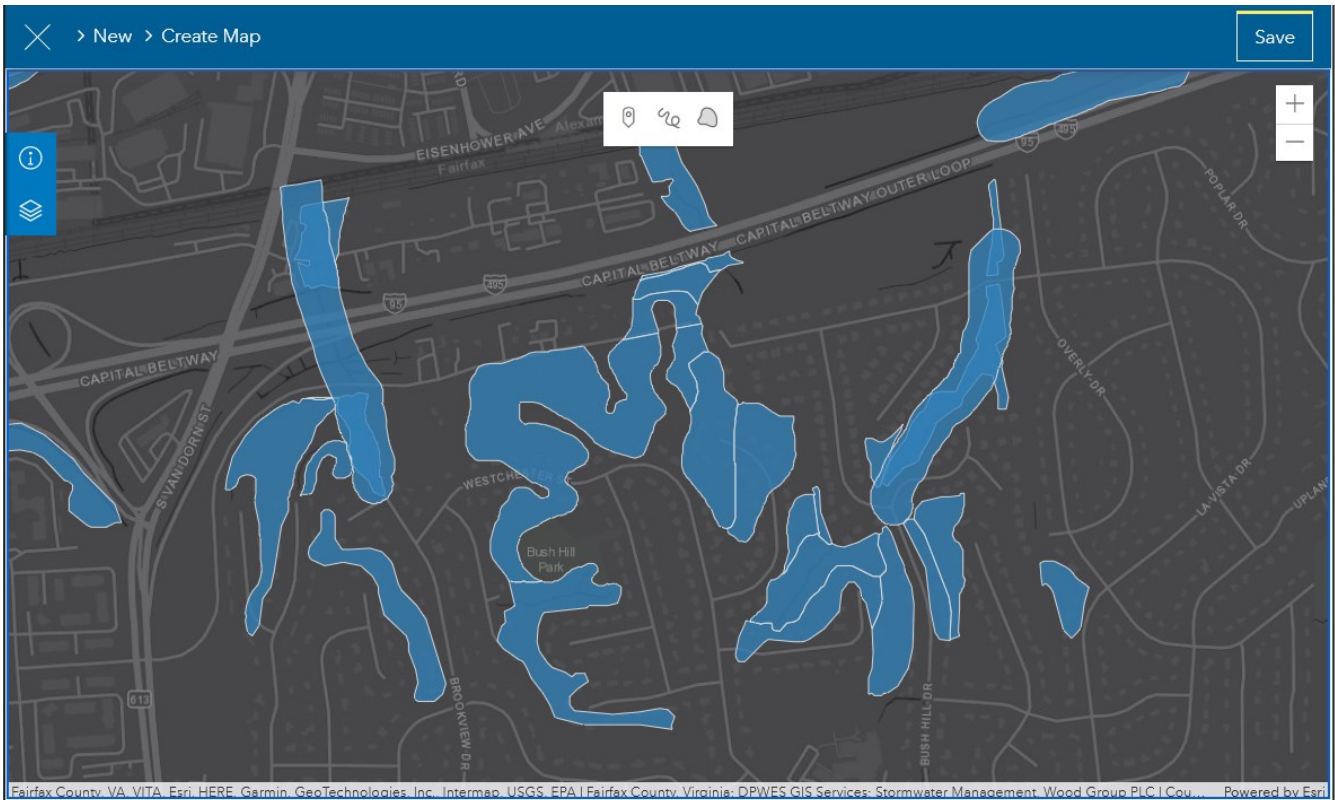 > New > Create Map
Save
RD
EISENHOWER AVE
Alexan
Fairfax
95
495
POPLAR DR
CAPITAL BELTWAY OUTER LOOP
CAPITAL BELTWAY
495
95
CAPITAL BELTWAY
OVERLY DR
S VAN DORN ST
WESTCHESTER ST
LA VISTA DR
UPLAN
Bush Hill
Park
613
BROOKVIEW DR
BUSH HILL DR
Fairfax County, VA, VITA, Esri, HERE, Garmin, GeoTechnologies, Inc., Intermap, USGS, EPA | Fairfax County, Virginia: DPWES GIS Services: Stormwater Management, Wood Group PLC | Cou... Powered by Esri